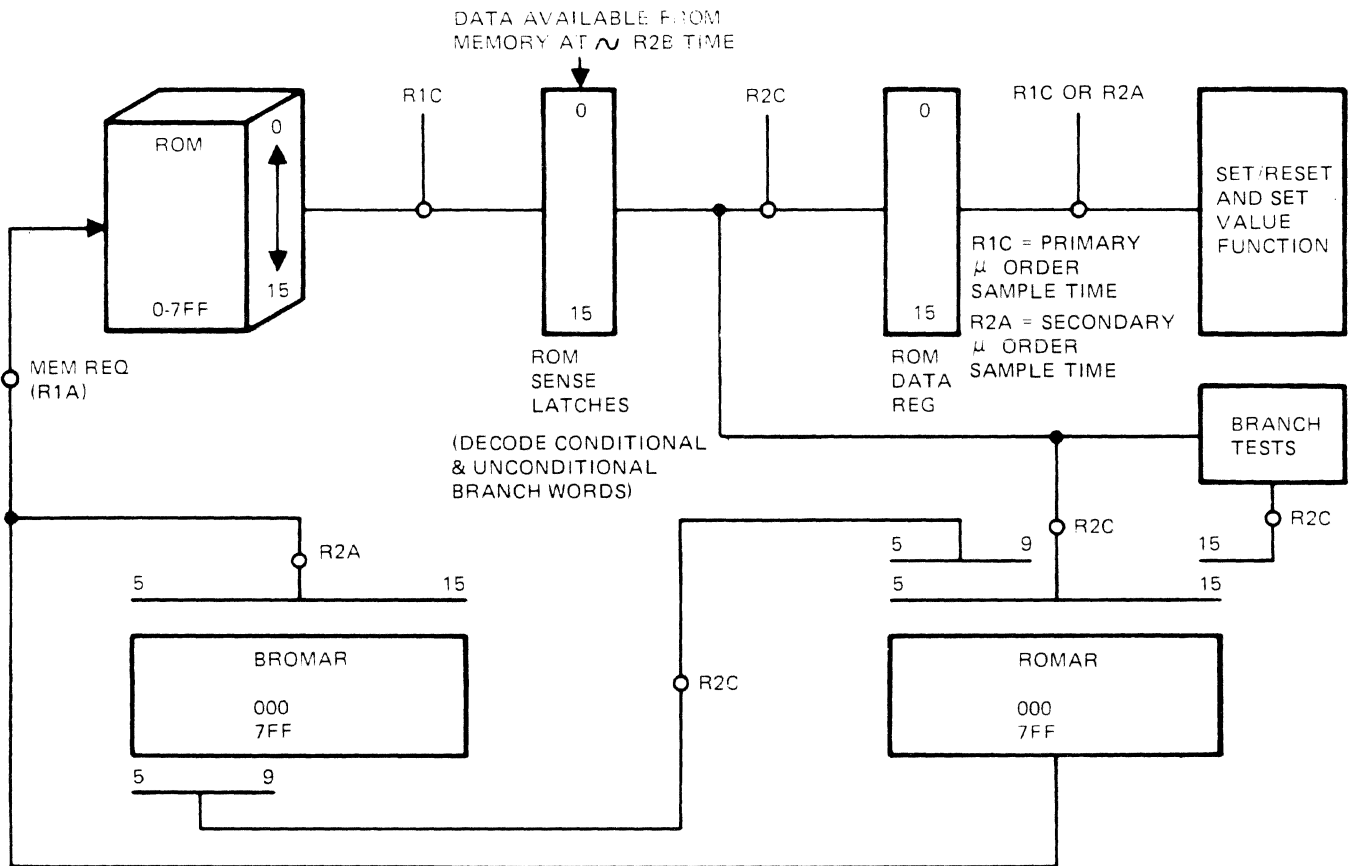 DATA AVAILABLE FROM
MEMORY AT ~ R2B TIME
R1C
R2C
R1C OR R2A
ROM
0
15
0-7FF
0
15
ROM
SENSE
LATCHES
(DECODE CONDITIONAL
& UNCONDITIONAL
BRANCH WORDS)
0
15
ROM
DATA
REG
R1C = PRIMARY
μ ORDER
SAMPLE TIME
R2A = SECONDARY
μ ORDER
SAMPLE TIME
SET/RESET
AND SET
VALUE
FUNCTION
MEM REQ
(R1A)
BRANCH
TESTS
R2A
R2C
R2C
5 9
15
5 15
5 15
BROMAR
000
7FF
R2C
ROMAR
000
7FF
5 9